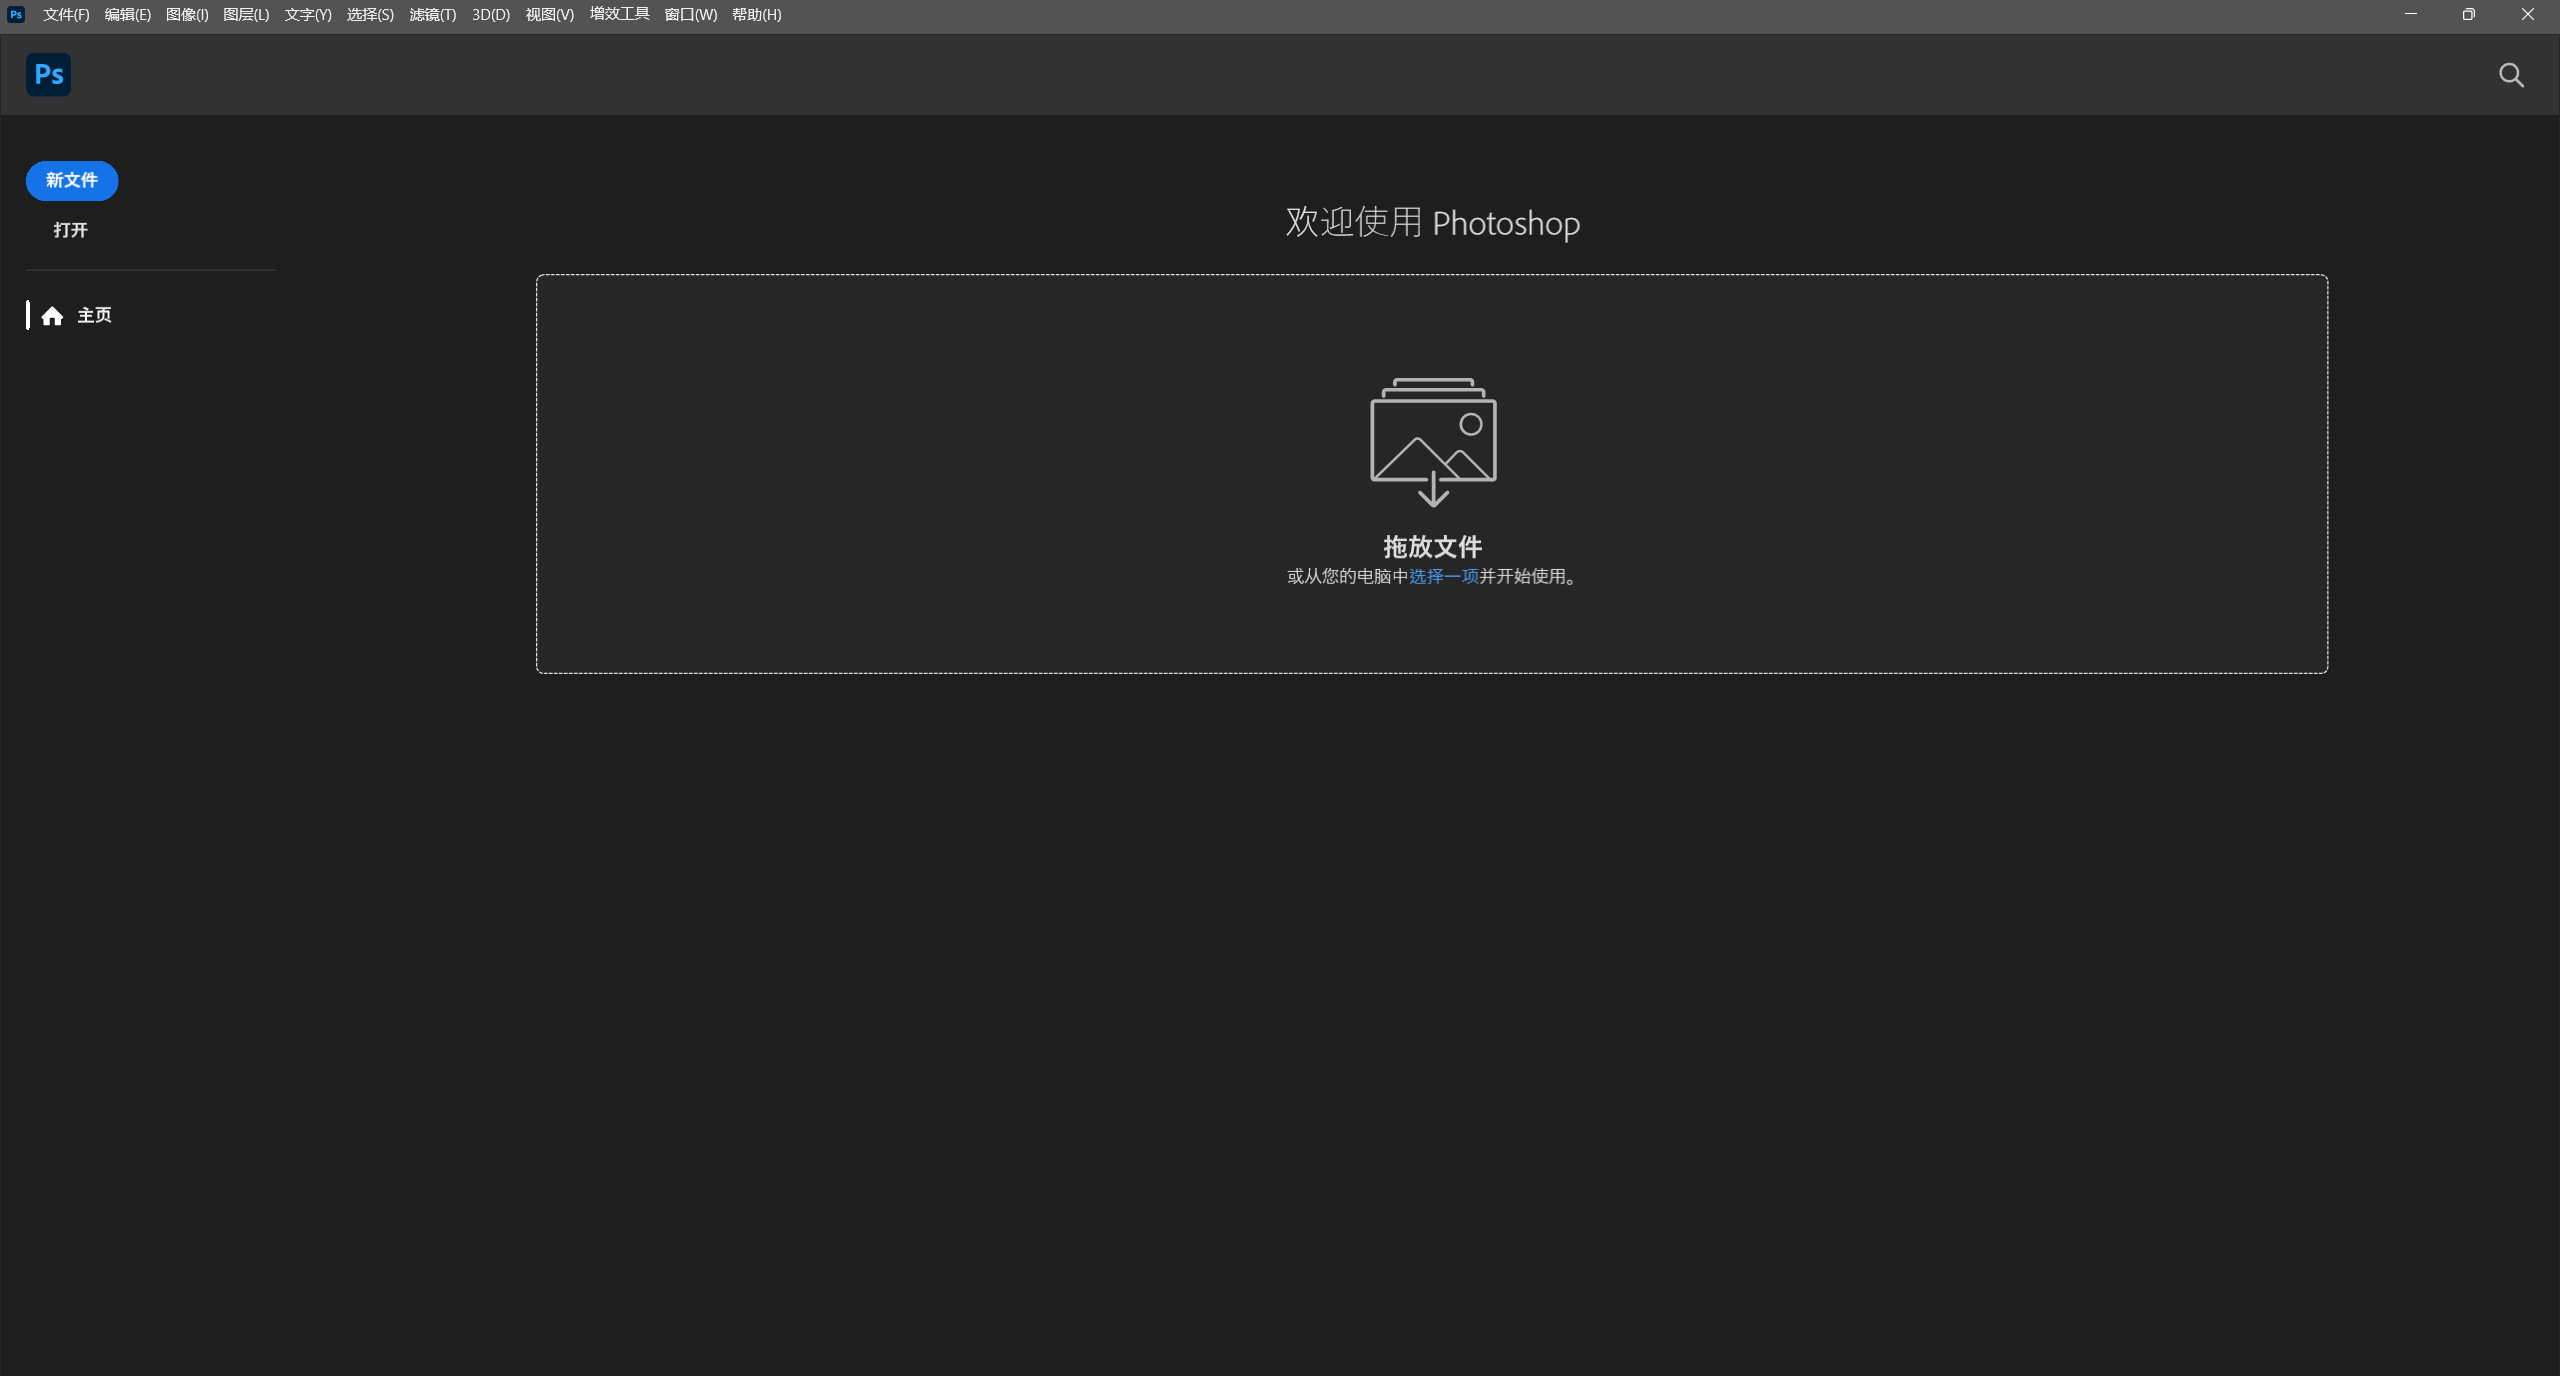 Ps 文件(F) 编辑(E) 图像(I) 图层(L) 文字(Y) 选择(S) 滤镜(T) 3D(D) 视图(V) 增效工具 窗口(W) 帮助(H)
Ps
新文件
打开
主页
欢迎使用 Photoshop
拖放文件
或从您的电脑中选择一项并开始使用。